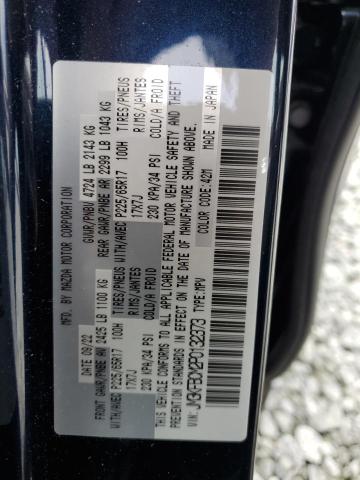 MFD. BY MAZDA MOTOR CORPORATION
DATE: 09/22 GVWR/PNBV 4724 LB 2143 KG
FRONT GAWR/PNBE AV 2425 LB 1100 KG REAR GAWR/PNBE AR 2299 LB 1043 KG
WITH/AVEC P225/65R17 100H TIRES/PNEUS WITH/AVEC P225/65R17 100H TIRES/PNEUS
17X7J RIMS/JANTES 17X7J RIMS/JANTES
230 KPA/34 PSI COLD/A FROID 230 KPA/34 PSI COLD/A FROID
THIS VEHICLE CONFORMS TO ALL APPLICABLE FEDERAL MOTOR VEHICLE SAFETY AND THEFT
PREVENTION STANDARDS IN EFFECT ON THE DATE OF MANUFACTURE SHOWN ABOVE.
TYPE: MPV COLOR CODE: 42M MADE IN JAPAN